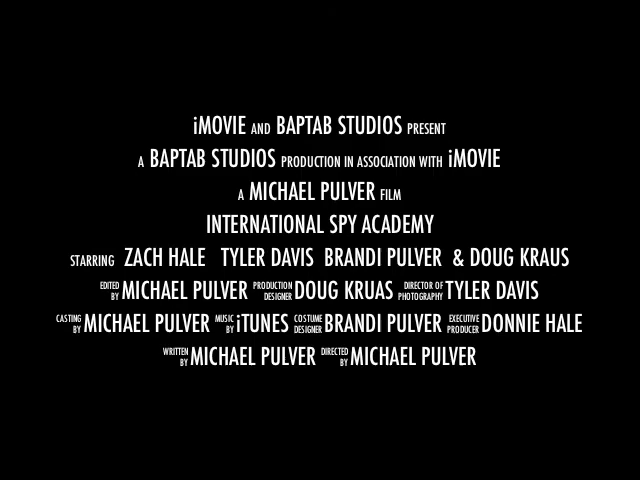 iMOVIE AND BAPTAB STUDIOS PRESENT
A BAPTAB STUDIOS PRODUCTION IN ASSOCIATION WITH iMOVIE
A MICHAEL PULVER FILM
INTERNATIONAL SPY ACADEMY
STARRING ZACH HALE TYLER DAVIS BRANDI PULVER & DOUG KRAUS
EDITED BY MICHAEL PULVER PRODUCTION DESIGNER DOUG KRUAS DIRECTOR OF PHOTOGRAPHY TYLER DAVIS
CASTING BY MICHAEL PULVER MUSIC BY iTUNES COSTUME DESIGNER BRANDI PULVER EXECUTIVE PRODUCER DONNIE HALE
WRITTEN BY MICHAEL PULVER DIRECTED BY MICHAEL PULVER